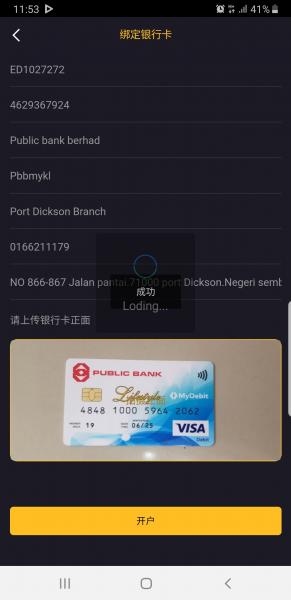 11:53
41%
绑定银行卡
ED1027272
4629367924
Public bank berhad
Pbbmykl
Port Dickson Branch
0166211179
NO 866-867 Jalan pantai.71000 port Dickson.Negeri semb
成功
Loding...
请上传银行卡正面
PUBLIC BANK
Lifestyle
MyDebit
4848 1000 5964 2062
19
06/25
VISA
Debit
开户